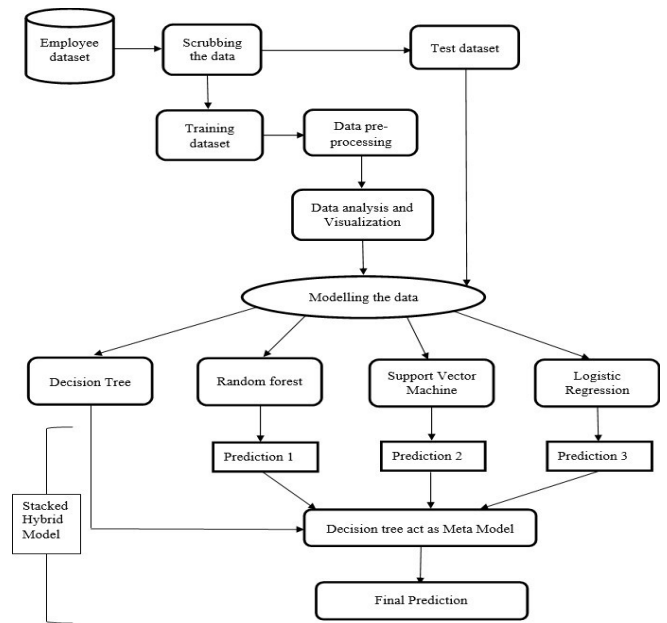 Employee
dataset
Scrubbing
the data
Test dataset
Training
dataset
Data pre-
processing
Data analysis and
Visualization
Modelling the data
Decision Tree
Random forest
Support Vector
Machine
Logistic
Regression
Prediction 1
Prediction 2
Prediction 3
Stacked
Hybrid
Model
Decision tree act as Meta Model
Final Prediction